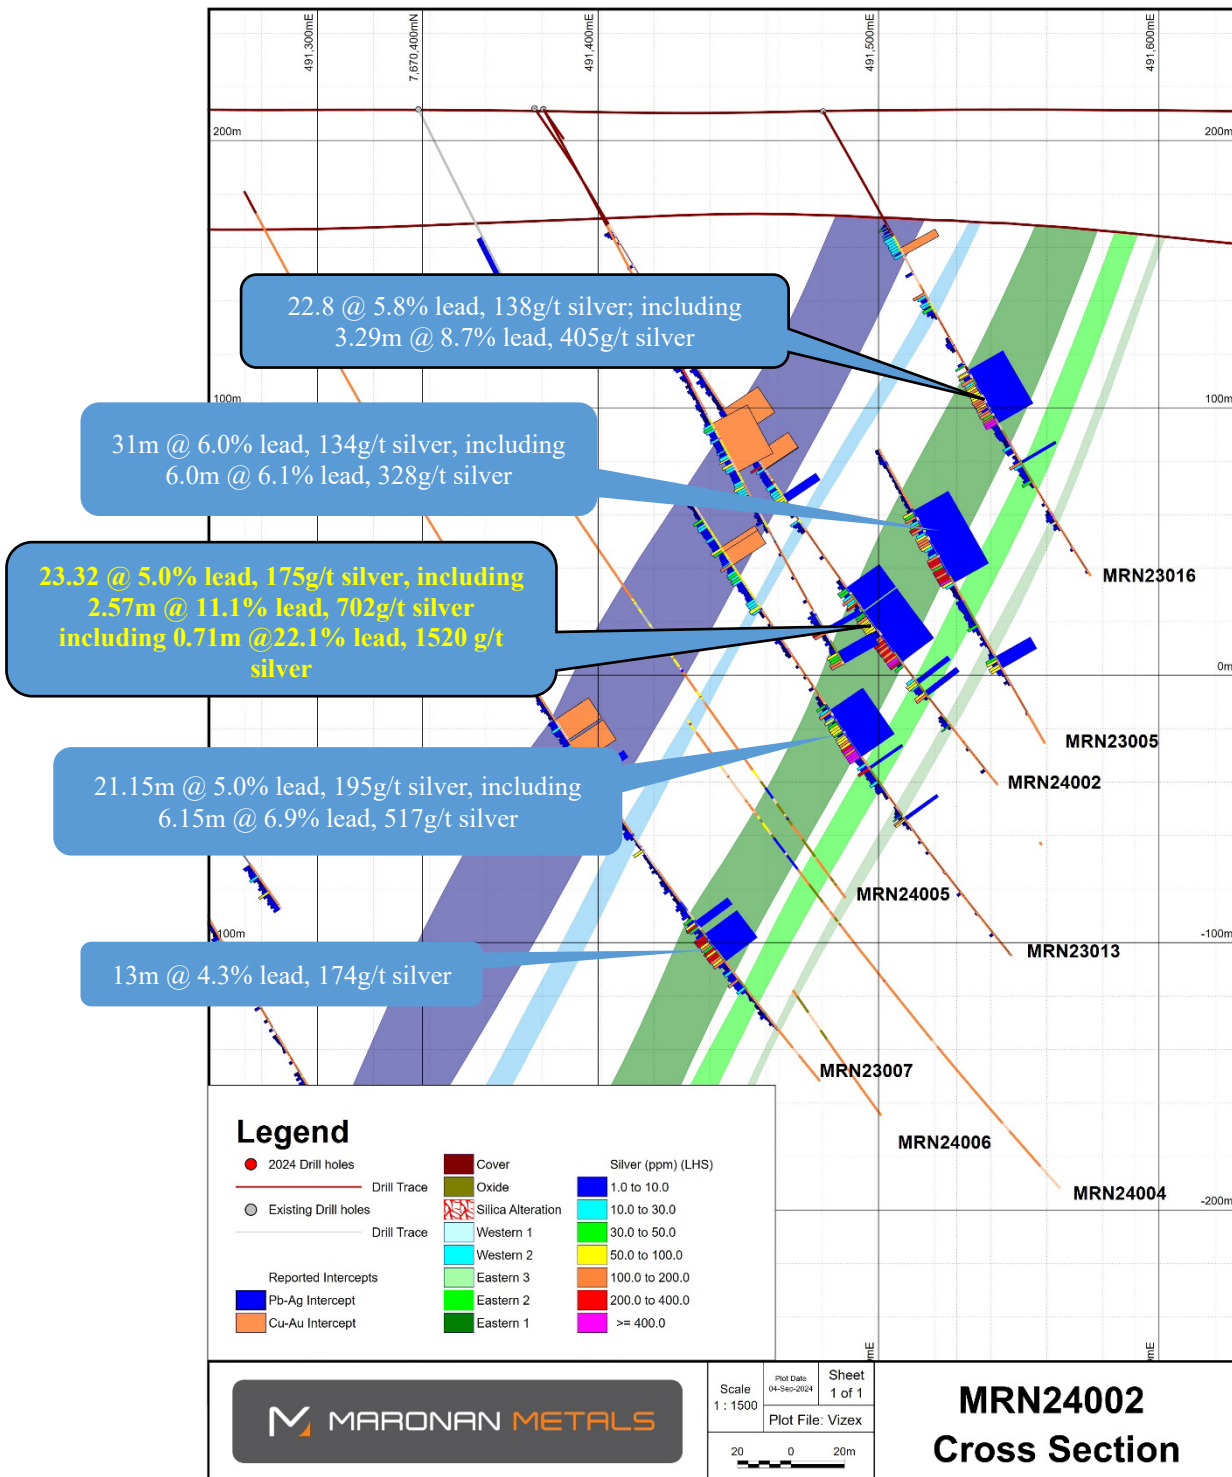 491,300mE
7,670,400mN
491,400mE
491,500mE
491,600mE
200m
200m
22.8 @ 5.8% lead, 138g/t silver; including
3.29m @ 8.7% lead, 405g/t silver
100m
100m
31m @ 6.0% lead, 134g/t silver, including
6.0m @ 6.1% lead, 328g/t silver
MRN23016
23.32 @ 5.0% lead, 175g/t silver, including
2.57m @ 11.1% lead, 702g/t silver
including 0.71m @22.1% lead, 1520 g/t
silver
0m
0m
MRN23005
MRN24002
21.15m @ 5.0% lead, 195g/t silver, including
6.15m @ 6.9% lead, 517g/t silver
MRN24005
100m
-100m
MRN23013
13m @ 4.3% lead, 174g/t silver
MRN23007
MRN24006
MRN24004
-200m
Legend
2024 Drill holes
Drill Trace
Existing Drill holes
Drill Trace
Reported Intercepts
Pb-Ag Intercept
Cu-Au Intercept
Cover
Oxide
Silica Alteration
Western 1
Western 2
Eastern 3
Eastern 2
Eastern 1
Silver (ppm) (LHS)
1.0 to 10.0
10.0 to 30.0
30.0 to 50.0
50.0 to 100.0
100.0 to 200.0
200.0 to 400.0
>= 400.0
mE
mE
MARONAN METALS
Scale
1 : 1500
Plot Date
04-Sep-2024
Sheet
1 of 1
Plot File: Vizex
20 0 20m
MRN24002
Cross Section